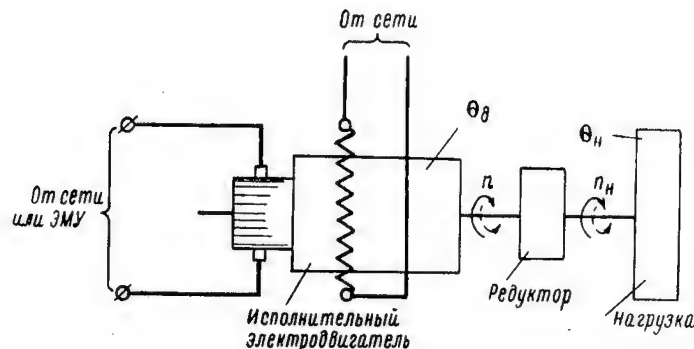 От сети
Θд
Θн
От сети
или ЭМУ
n
nн
Редуктор
Исполнительный
электродвигатель
Нагрузка